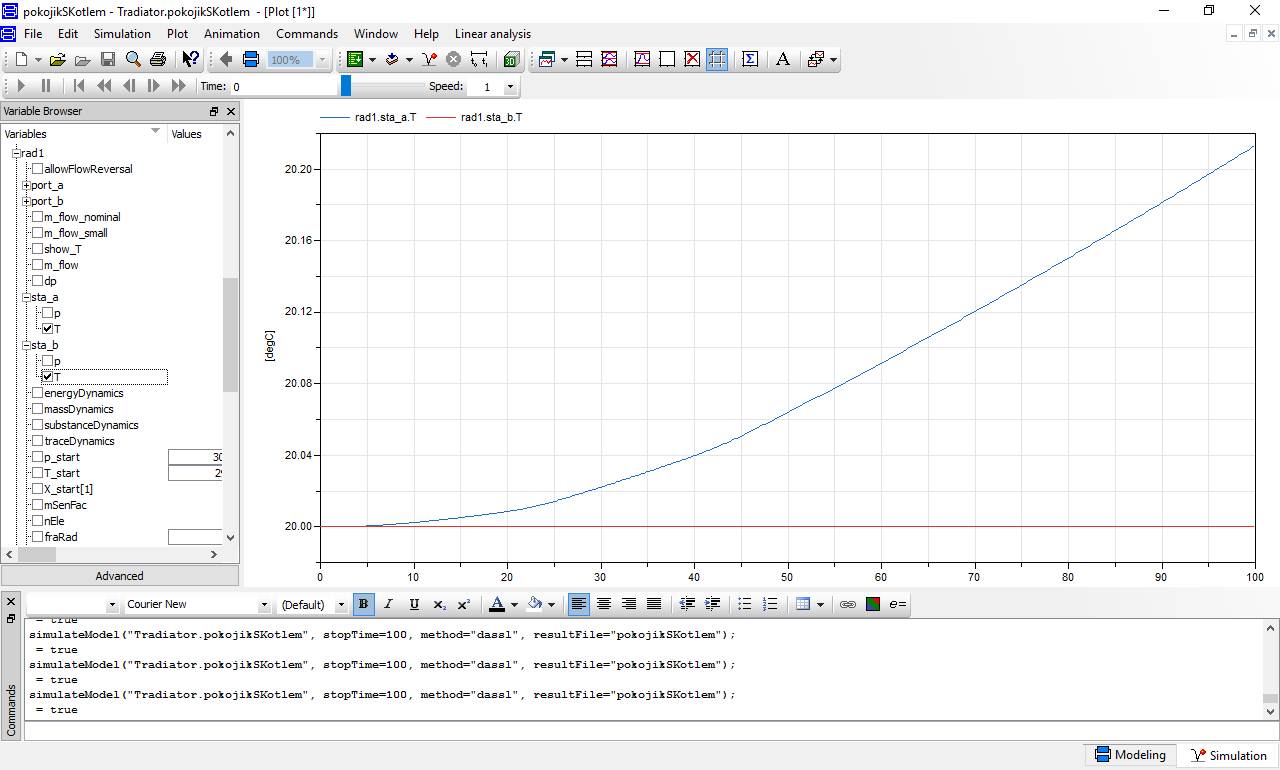 pokojikSKotlem - Tradiator.pokojikSKotlem - [Plot [1*]]
File Edit Simulation Plot Animation Commands Window Help Linear analysis
100% 3D Σ A
Time: 0 Speed: 1
Variable Browser
Variables Values
rad1
allowFlowReversal
port_a
port_b
m_flow_nominal
m_flow_small
show_T
m_flow
dp
sta_a
p
T
sta_b
p
T
energyDynamics
massDynamics
substanceDynamics
traceDynamics
p_start 30
T_start 29
X_start[1]
mSenFac
nEle
fraRad
Advanced
rad1.sta_a.T rad1.sta_b.T
20.20
20.16
20.12
[degC]
20.08
20.04
20.00
0 10 20 30 40 50 60 70 80 90 100
Courier New (Default) B I U X₂ X² A e=
= true
simulateModel("Tradiator.pokojikSKotlem", stopTime=100, method="dassl", resultFile="pokojikSKotlem");
= true
simulateModel("Tradiator.pokojikSKotlem", stopTime=100, method="dassl", resultFile="pokojikSKotlem");
= true
simulateModel("Tradiator.pokojikSKotlem", stopTime=100, method="dassl", resultFile="pokojikSKotlem");
= true
Commands
Modeling Simulation